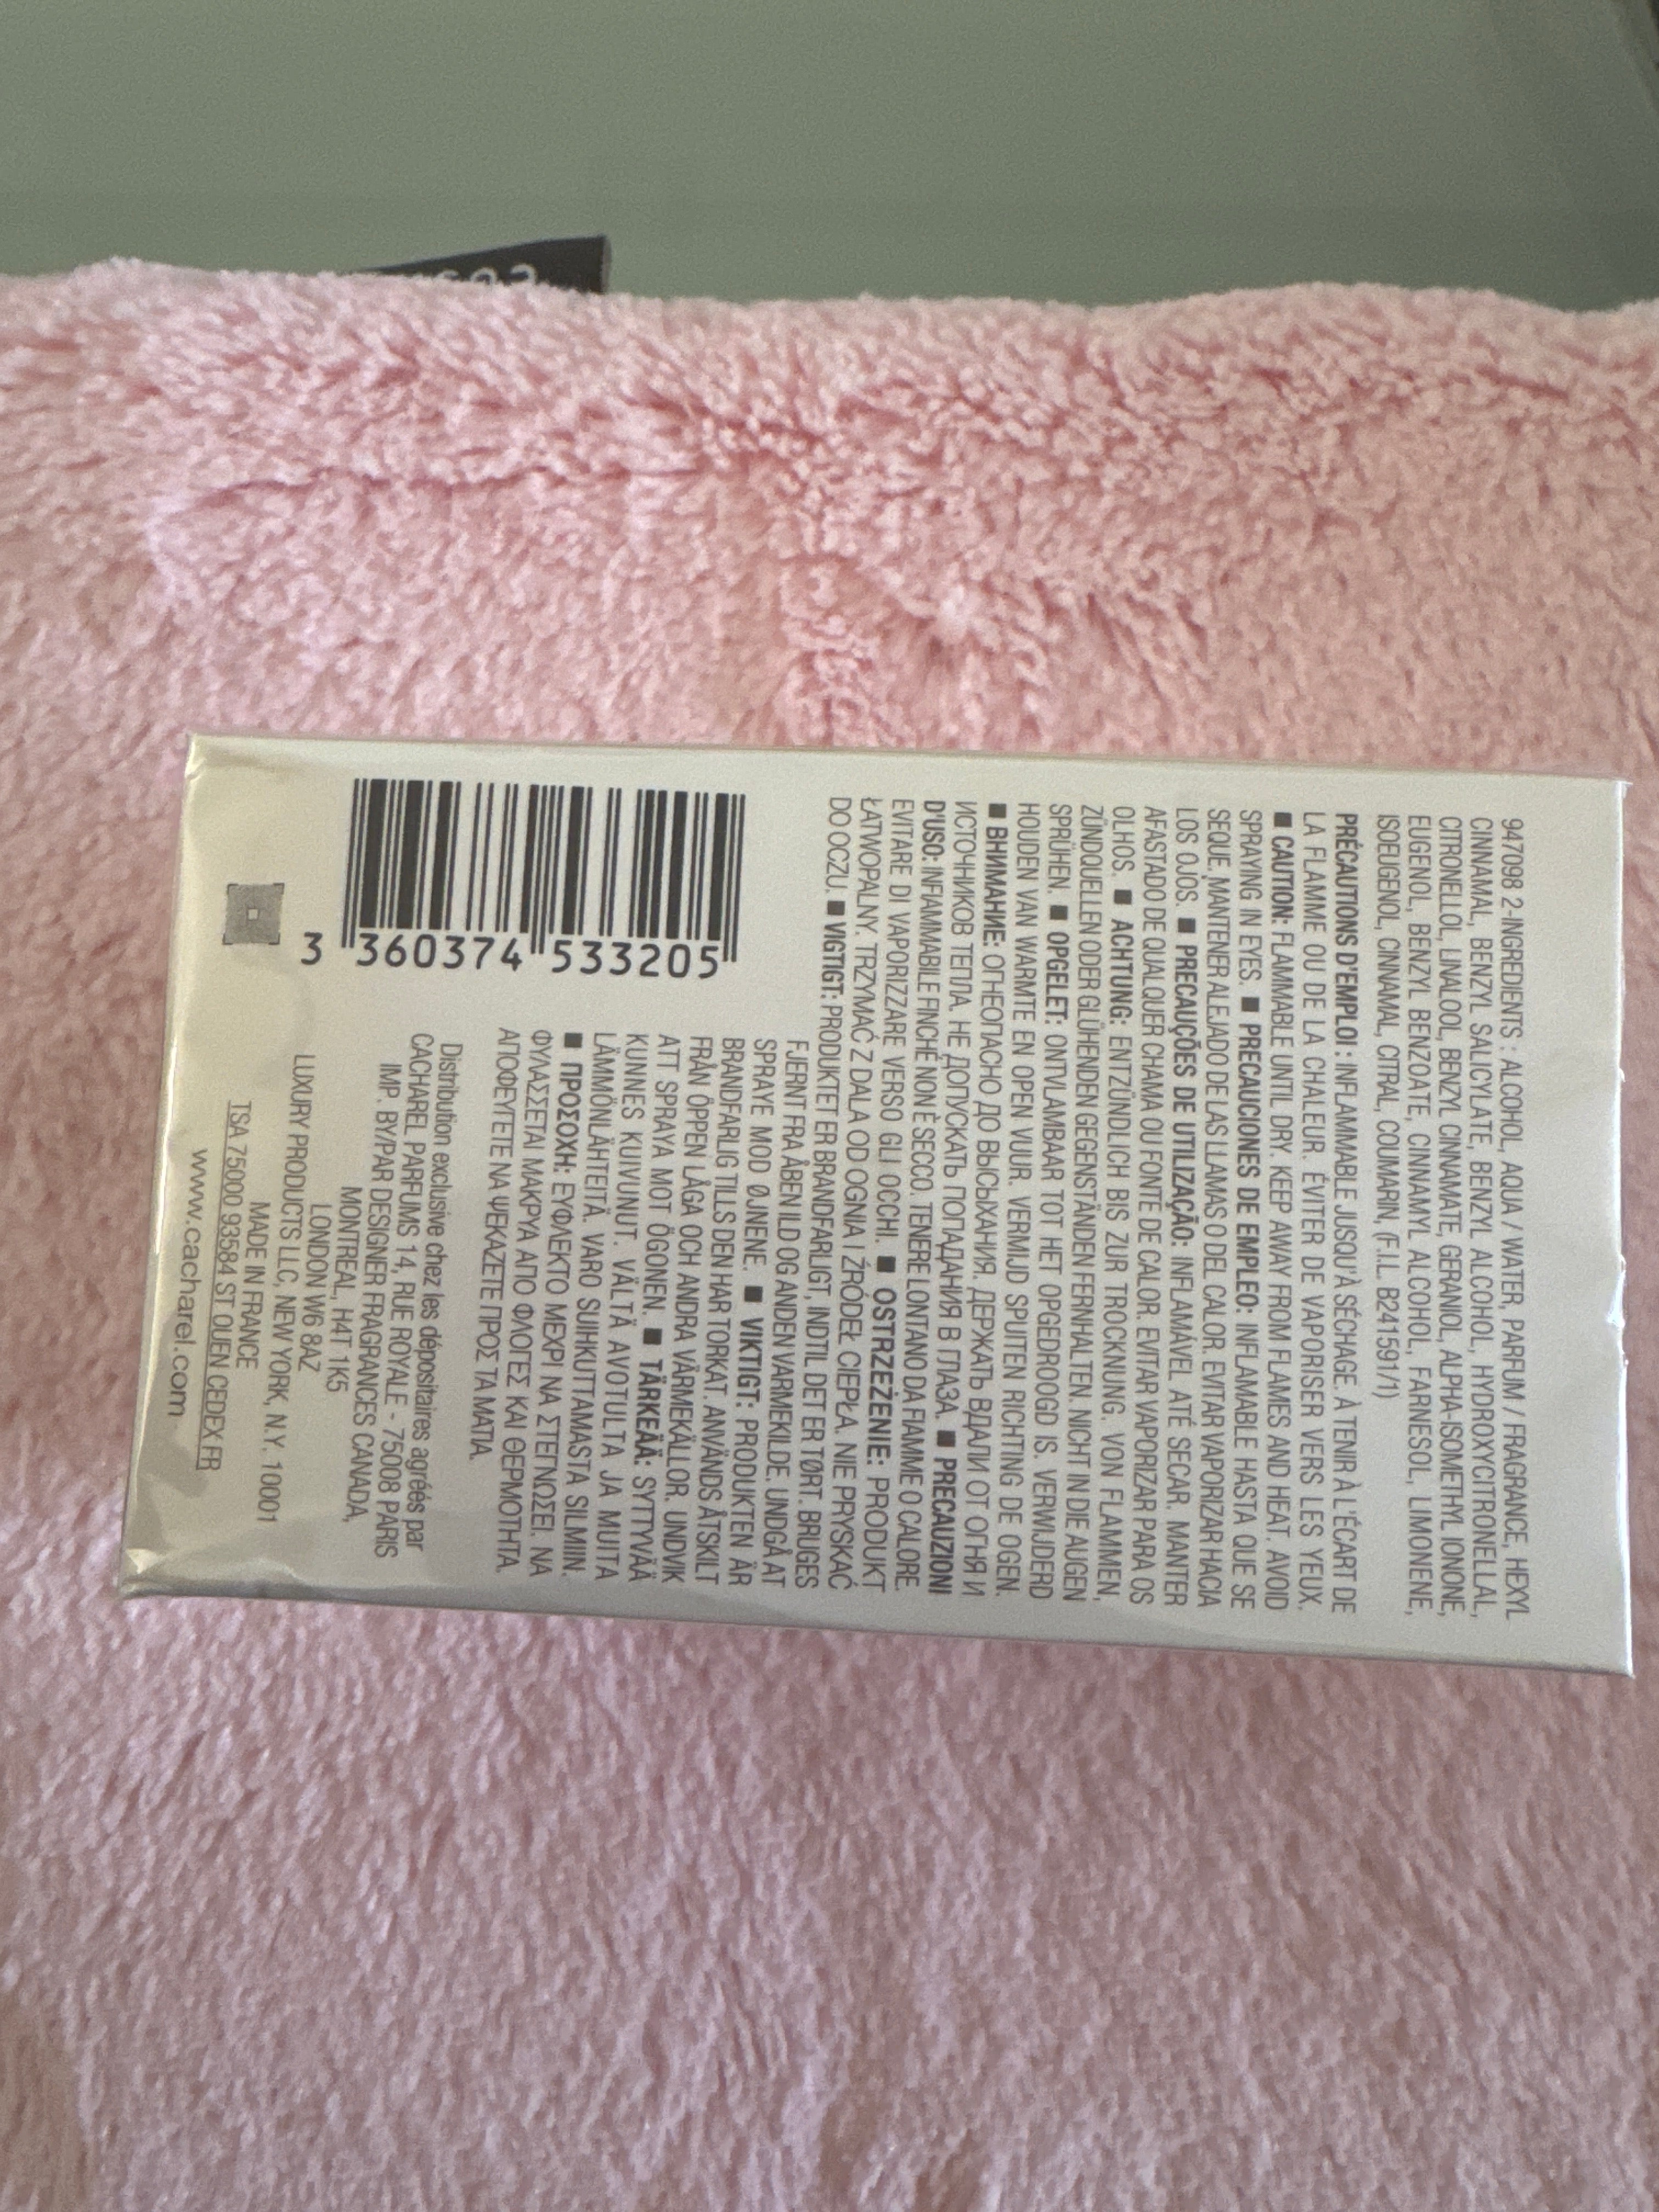 947098 2-INGREDIENTS : ALCOHOL, AQUA / WATER, PARFUM / FRAGRANCE, HEXYL
CINNAMAL, BENZYL SALICYLATE, BENZYL ALCOHOL, HYDROXYCITRONELLAL,
CITRONELLOL, LINALOOL, BENZYL CINNAMATE, GERANIOL, ALPHA-ISOMETHYL IONONE,
EUGENOL, BENZYL BENZOATE, CINNAMYL ALCOHOL, FARNESOL, LIMONENE,
ISOEUGENOL, CINNAMAL, CITRAL, COUMARIN, (F.I.L. B241591/1)
PRÉCAUTIONS D'EMPLOI : INFLAMMABLE JUSQU'À SÉCHAGE. À TENIR À L'ÉCART DE
LA FLAMME OU DE LA CHALEUR. ÉVITER DE VAPORISER VERS LES YEUX.
■ CAUTION: FLAMMABLE UNTIL DRY. KEEP AWAY FROM FLAMES AND HEAT. AVOID
SPRAYING IN EYES. ■ PRECAUCIONES DE EMPLEO: INFLAMABLE HASTA QUE SE
SEQUE. MANTENER ALEJADO DE LAS LLAMAS O DEL CALOR. EVITAR VAPORIZAR HACIA
LOS OJOS. ■ PRECAUÇÕES DE UTILIZAÇÃO: INFLAMÁVEL ATÉ SECAR. MANTER
AFASTADO DE QUALQUER CHAMA OU FONTE DE CALOR. EVITAR VAPORIZAR PARA OS
OLHOS. ■ ACHTUNG: ENTZÜNDLICH BIS ZUR TROCKNUNG. VON FLAMMEN,
ZÜNDQUELLEN ODER GLÜHENDEN GEGENSTÄNDEN FERNHALTEN. NICHT IN DIE AUGEN
SPRÜHEN. ■ OPGELET: ONTVLAMBAAR TOT HET OPGEDROOGD IS. VERWIJDERD
HOUDEN VAN WARMTE EN OPEN VUUR. VERMIJD SPUITEN RICHTING DE OGEN.
■ ВНИМАНИЕ: ОГНЕОПАСНО ДО ВЫСЫХАНИЯ. ДЕРЖАТЬ ВДАЛИ ОТ ОГНЯ И
ИСТОЧНИКОВ ТЕПЛА. НЕ ДОПУСКАТЬ ПОПАДАНИЯ В ГЛАЗА. ■ PRECAUZIONI
D'USO: INFIAMMABILE FINCHÉ NON È SECCO. TENERE LONTANO DA FIAMME O CALORE.
EVITARE DI VAPORIZZARE VERSO GLI OCCHI. ■ OSTRZEŻENIE: PRODUKT
ŁATWOPALNY. TRZYMAĆ Z DALA OD OGNIA I ŹRÓDEŁ CIEPŁA. NIE PRYSKAĆ
DO OCZU. ■ VIGTIGT: PRODUKTET ER BRANDFARLIGT, INDTIL DET ER TØRT. BRUGES
FJERNT FRA ÅBEN ILD OG ANDEN VARMEKILDE. UNDGÅ AT
SPRAYE MOD ØJNENE. ■ VIKTIGT: PRODUKTEN ÄR
BRANDFARLIG TILLS DEN HAR TORKAT. ANVÄNDS ÅTSKILT
FRÅN ÖPPEN LÅGA OCH ANDRA VÄRMEKÄLLOR. UNDVIK
ATT SPRAYA MOT ÖGONEN. ■ TÄRKEÄÄ: SYTTYVÄÄ
KUNNES KUIVUNUT. VÄLTÄ AVOTULTA JA MUITA
LÄMMÖNLÄHTEITÄ. VARO SUIHKUTTAMASTA SILMIIN.
■ ΠΡΟΣΟΧΗ: ΕΥΦΛΕΚΤΟ ΜΕΧΡΙ ΝΑ ΣΤΕΓΝΩΣΕΙ. ΝΑ
ΦΥΛΑΣΣΕΤΑΙ ΜΑΚΡΥΑ ΑΠΟ ΦΛΟΓΕΣ ΚΑΙ ΘΕΡΜΟΤΗΤΑ.
ΑΠΟΦΕΥΓΕΤΕ ΝΑ ΨΕΚΑΖΕΤΕ ΠΡΟΣ ΤΑ ΜΑΤΙΑ.
3 360374 533205
Distribution exclusive chez les dépositaires agréés par
CACHAREL PARFUMS 14, RUE ROYALE - 75008 PARIS
IMP. BY/PAR DESIGNER FRAGRANCES CANADA,
MONTREAL, H4T 1K5
LONDON W6 8AZ
LUXURY PRODUCTS LLC, NEW YORK, N.Y. 10001
MADE IN FRANCE
TSA 75000 93584 ST OUEN CEDEX FR
www.cacharel.com